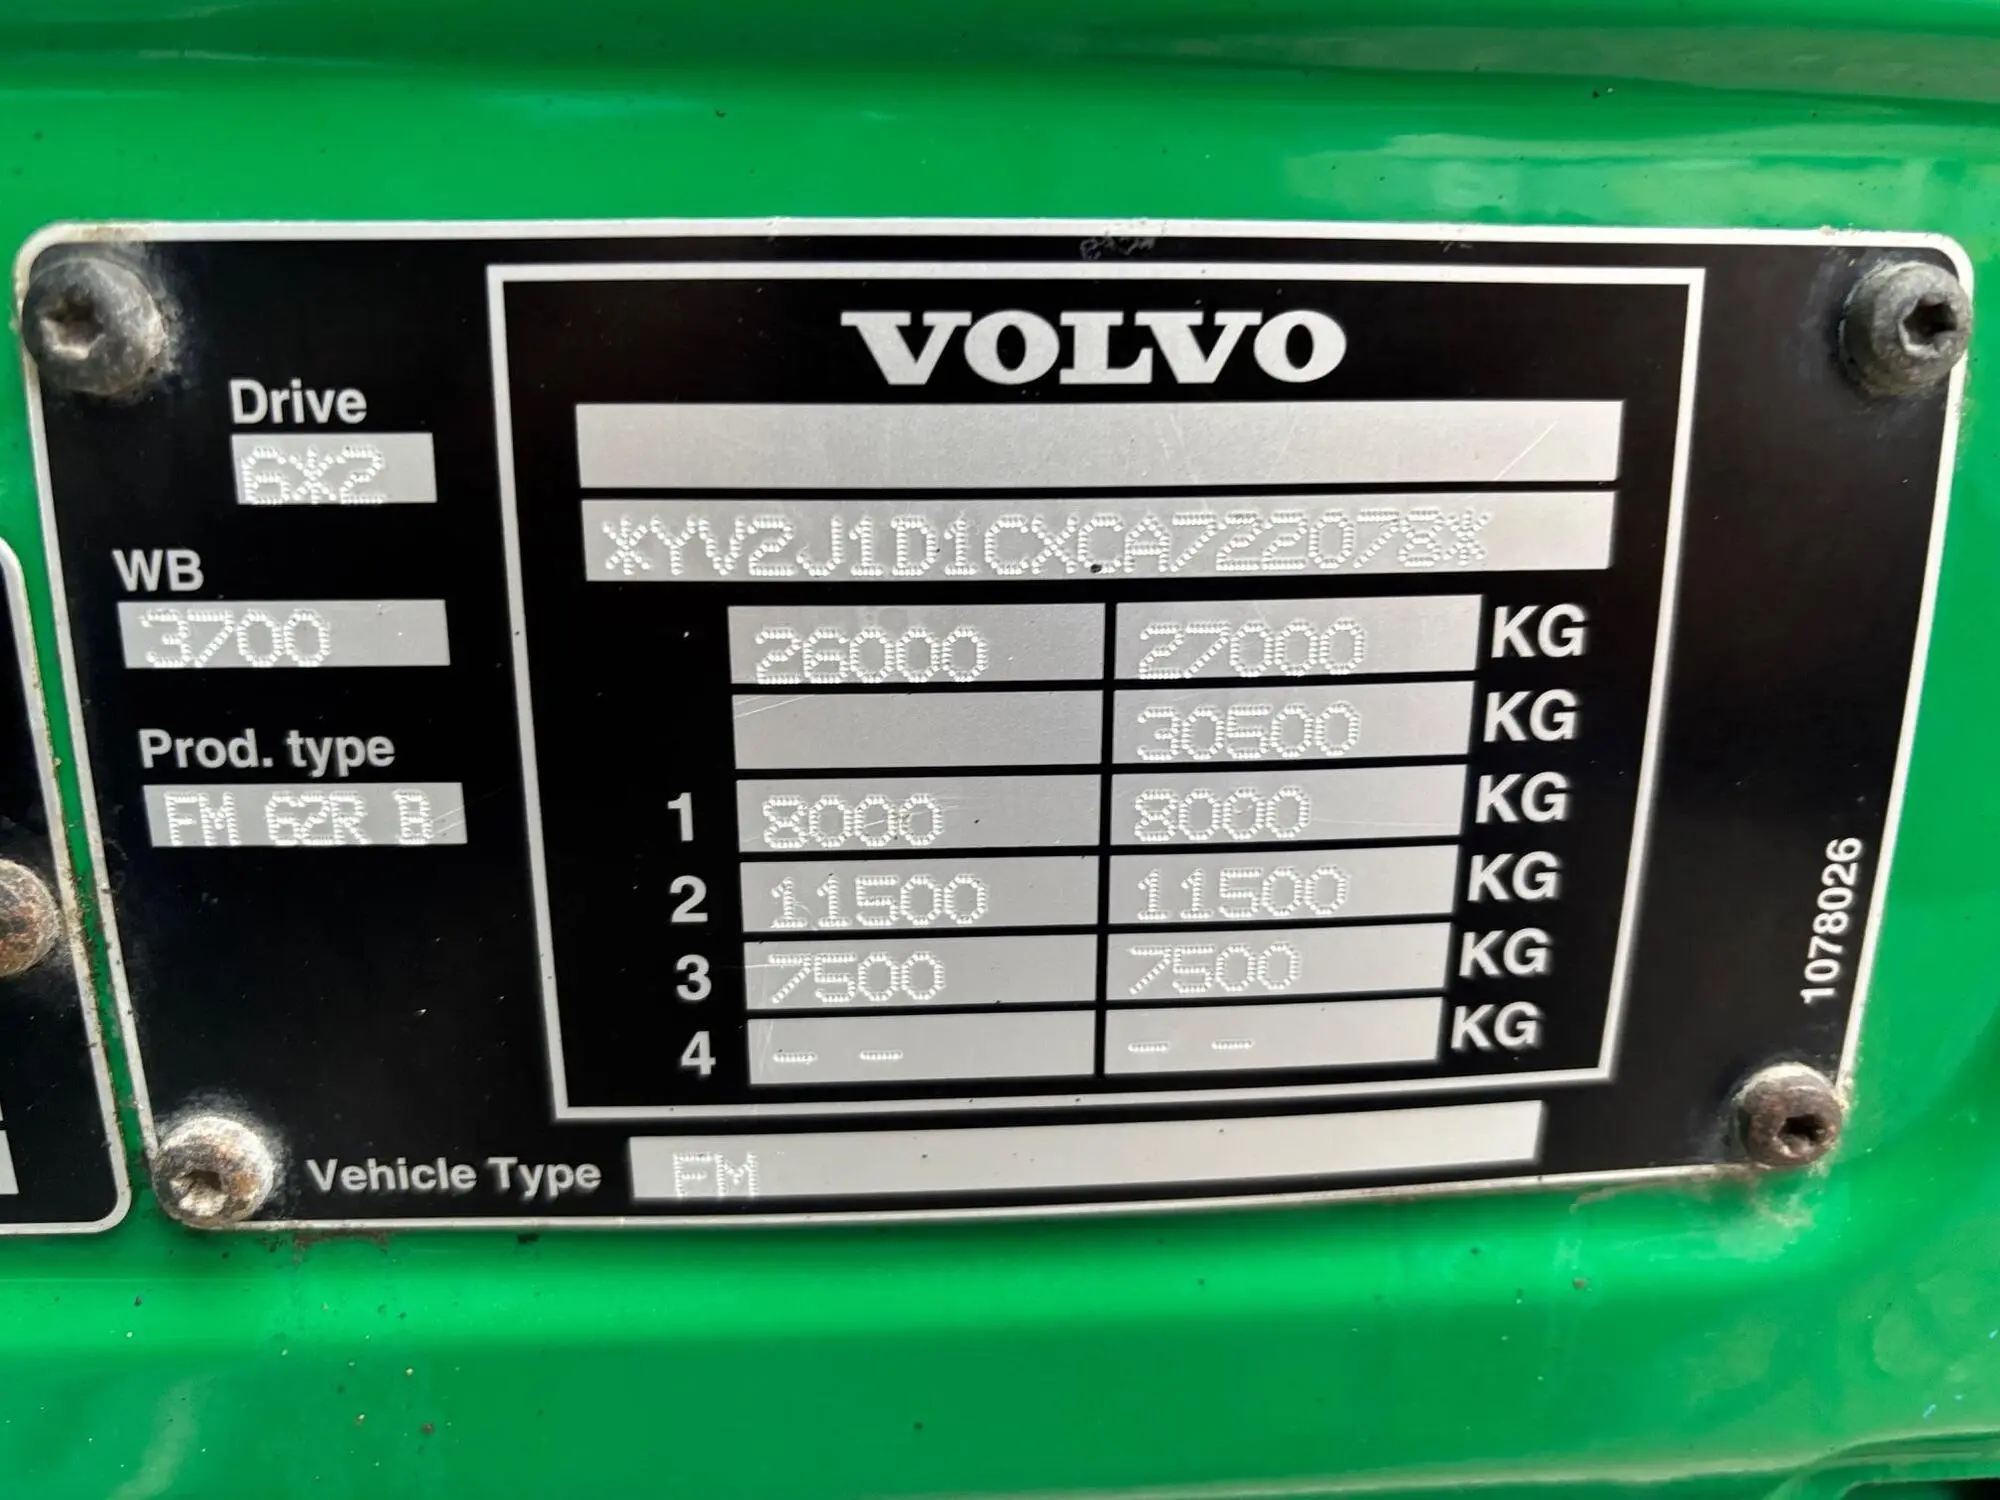 VOLVO
Drive
6X2
*YV2J1D1CXCA722078*
WB
3700
26000 27000 KG
30500 KG
Prod. type
FM 62R B
1 8000 8000 KG
2 11500 11500 KG
3 7500 7500 KG
4 - - - - KG
1078026
Vehicle Type FM